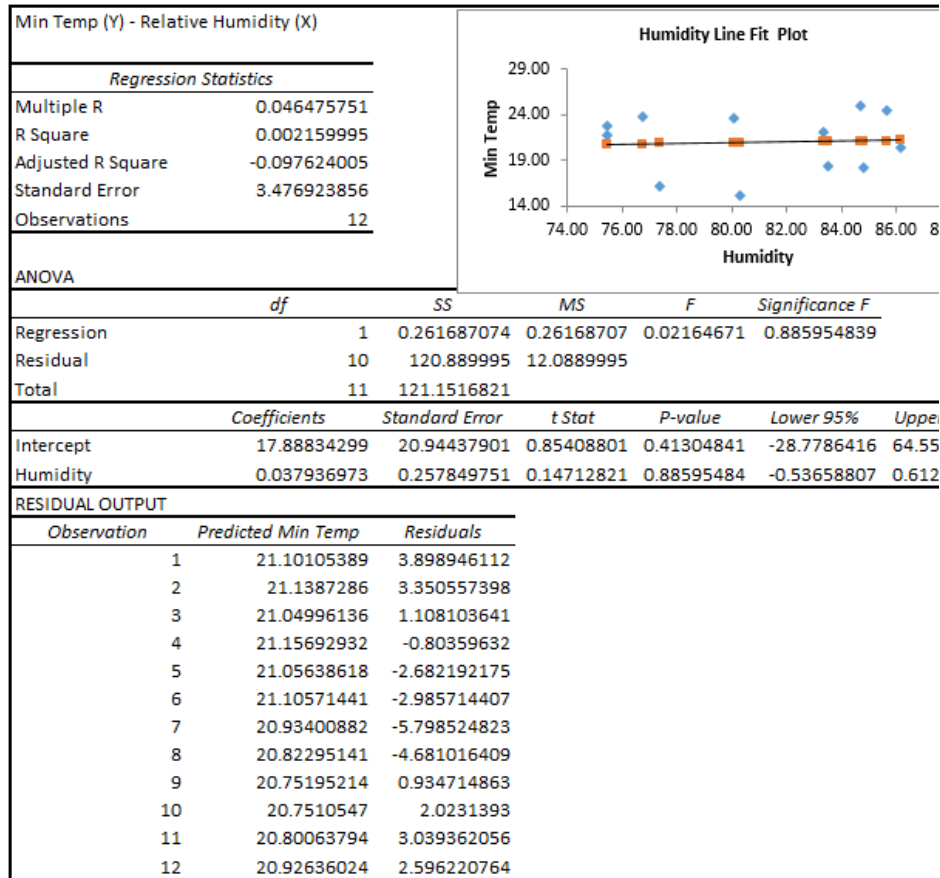 Min Temp (Y) - Relative Humidity (X)
Regression Statistics
Multiple R 0.046475751
R Square 0.002159995
Adjusted R Square -0.097624005
Standard Error 3.476923856
Observations 12
Humidity Line Fit Plot
29.00
24.00
19.00
14.00
Min Temp
74.00 76.00 78.00 80.00 82.00 84.00 86.00 8
Humidity
ANOVA
df SS MS F Significance F
Regression 1 0.261687074 0.26168707 0.02164671 0.885954839
Residual 10 120.889995 12.0889995
Total 11 121.1516821
Coefficients Standard Error t Stat P-value Lower 95% Upper
Intercept 17.88834299 20.94437901 0.85408801 0.41304841 -28.7786416 64.55
Humidity 0.037936973 0.257849751 0.14712821 0.88595484 -0.53658807 0.612
RESIDUAL OUTPUT
Observation Predicted Min Temp Residuals
1 21.10105389 3.898946112
2 21.1387286 3.350557398
3 21.04996136 1.108103641
4 21.15692932 -0.80359632
5 21.05638618 -2.682192175
6 21.10571441 -2.985714407
7 20.93400882 -5.798524823
8 20.82295141 -4.681016409
9 20.75195214 0.934714863
10 20.7510547 2.0231393
11 20.80063794 3.039362056
12 20.92636024 2.596220764